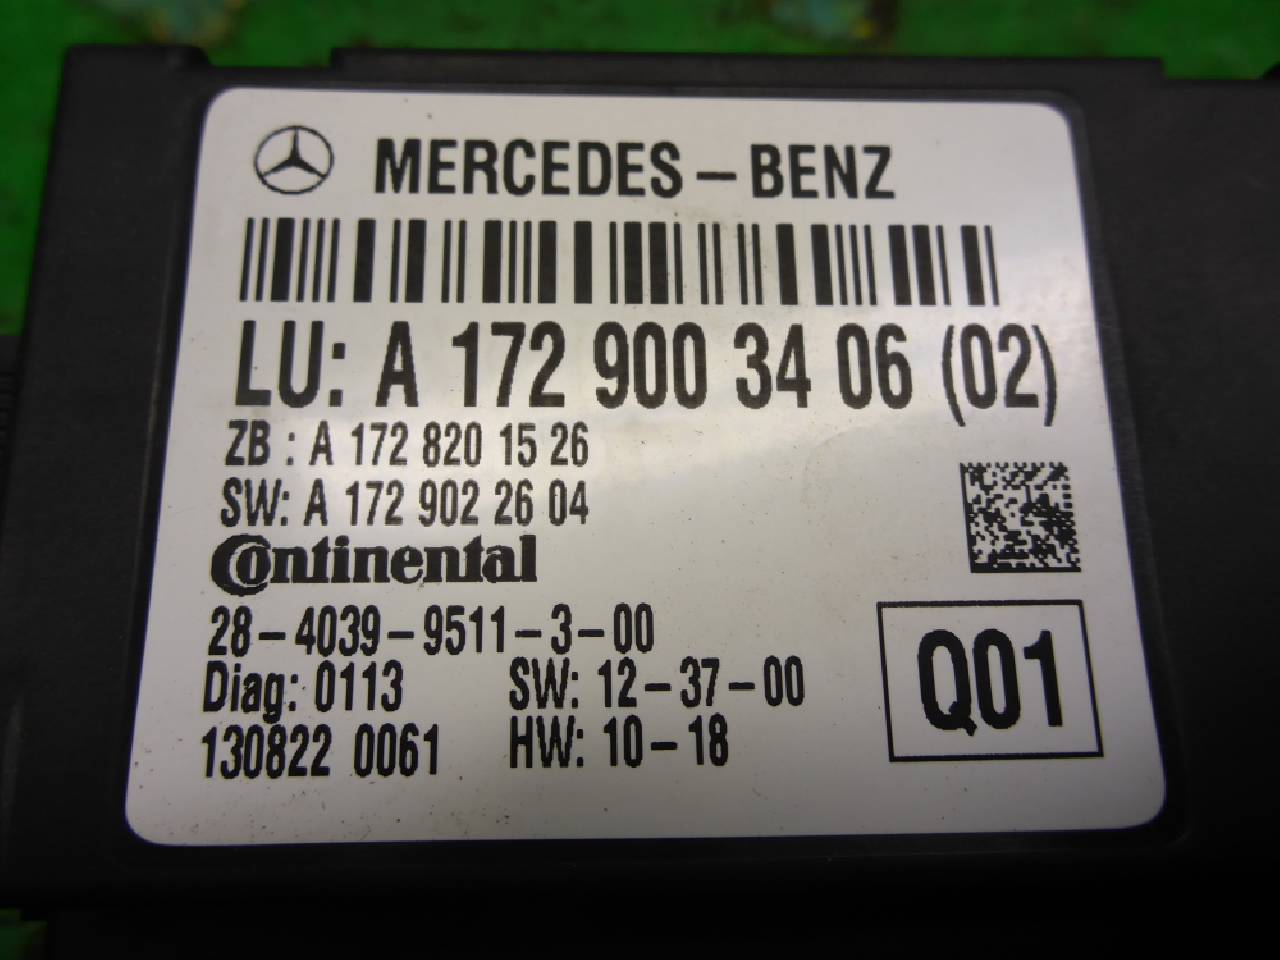 MERCEDES-BENZ
LU: A 172 900 34 06 (02)
ZB : A 172 820 15 26
SW: A 172 902 26 04
Continental
28-4039-9511-3-00
Diag: 0113 SW: 12-37-00
130822 0061 HW: 10-18
Q01